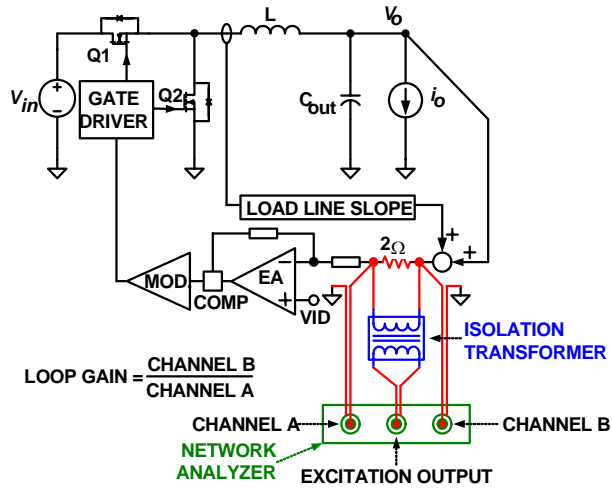 L
Vo
Q1
Q2
Vin
GATE
DRIVER
Cout
io
LOAD LINE SLOPE
+
+
2Ω
MOD.
COMP
EA
−
+
VID
ISOLATION
TRANSFORMER
LOOP GAIN = CHANNEL B
CHANNEL A
CHANNEL A
CHANNEL B
NETWORK
ANALYZER
EXCITATION OUTPUT